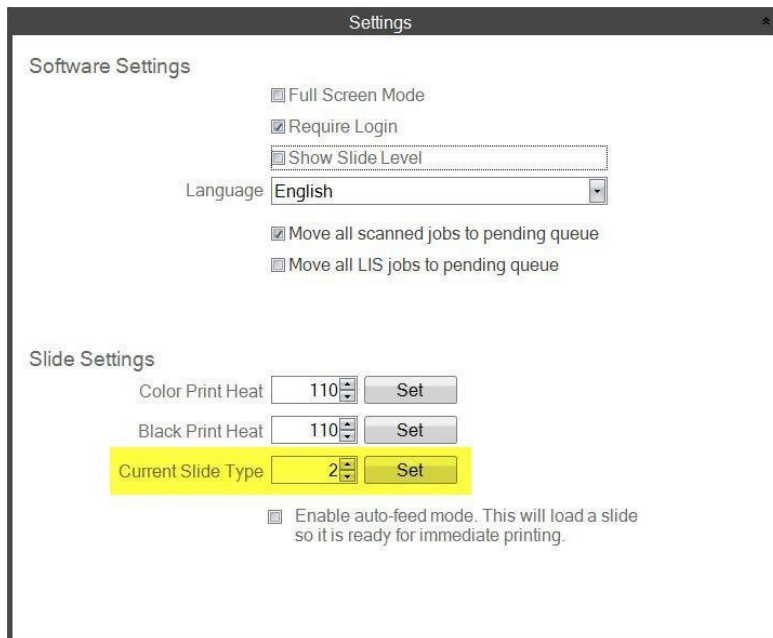 Settings
Software Settings
Full Screen Mode
Require Login
Show Slide Level
Language English
Move all scanned jobs to pending queue
Move all LIS jobs to pending queue
Slide Settings
Color Print Heat 110 Set
Black Print Heat 110 Set
Current Slide Type 2 Set
Enable auto-feed mode. This will load a slide
so it is ready for immediate printing.